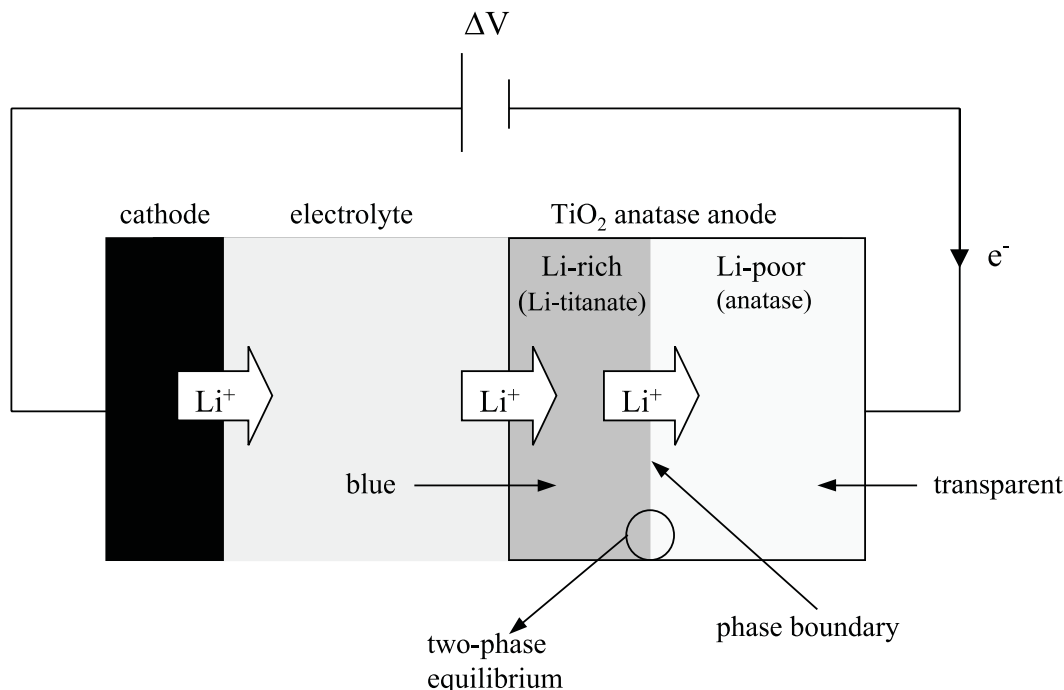 ΔV
cathode
electrolyte
TiO₂ anatase anode
e⁻
Li-rich
(Li-titanate)
Li-poor
(anatase)
Li⁺
Li⁺
Li⁺
blue
transparent
two-phase
equilibrium
phase boundary